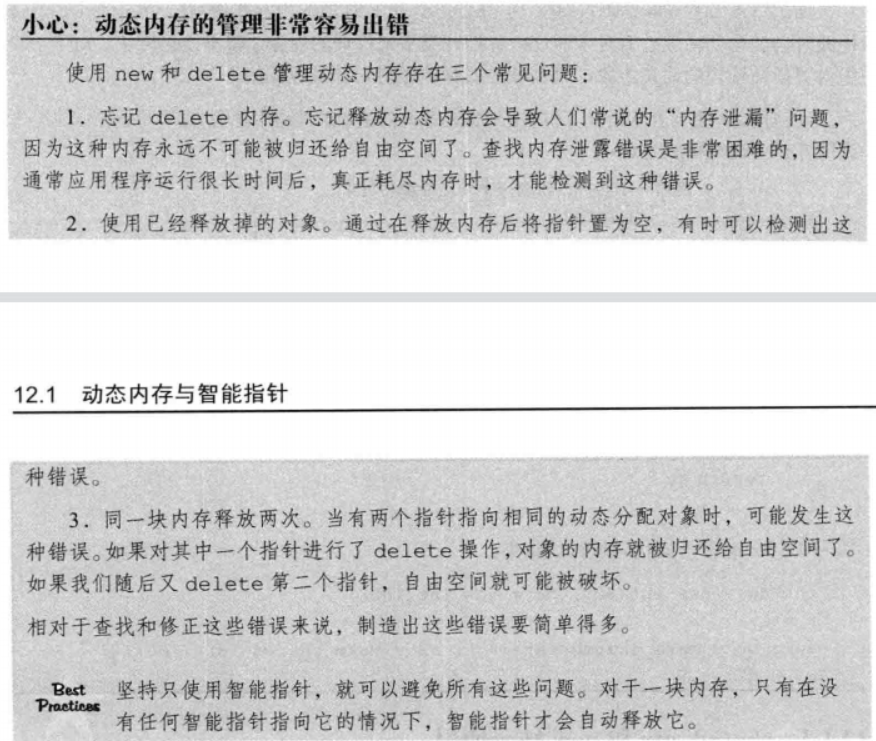 小心：动态内存的管理非常容易出错
使用 new 和 delete 管理动态内存存在三个常见问题：
1．忘记 delete 内存。忘记释放动态内存会导致人们常说的“内存泄漏”问题，
因为这种内存永远不可能被归还给自由空间了。查找内存泄露错误是非常困难的，因为
通常应用程序运行很长时间后，真正耗尽内存时，才能检测到这种错误。
2．使用已经释放掉的对象。通过在释放内存后将指针置为空，有时可以检测出这
12.1 动态内存与智能指针
种错误。
3．同一块内存释放两次。当有两个指针指向相同的动态分配对象时，可能发生这
种错误。如果对其中一个指针进行了 delete 操作，对象的内存就被归还给自由空间了。
如果我们随后又 delete 第二个指针，自由空间就可能被破坏。
相对于查找和修正这些错误来说，制造出这些错误要简单得多。
Best 坚持只使用智能指针，就可以避免所有这些问题。对于一块内存，只有在没
Practices 有任何智能指针指向它的情况下，智能指针才会自动释放它。